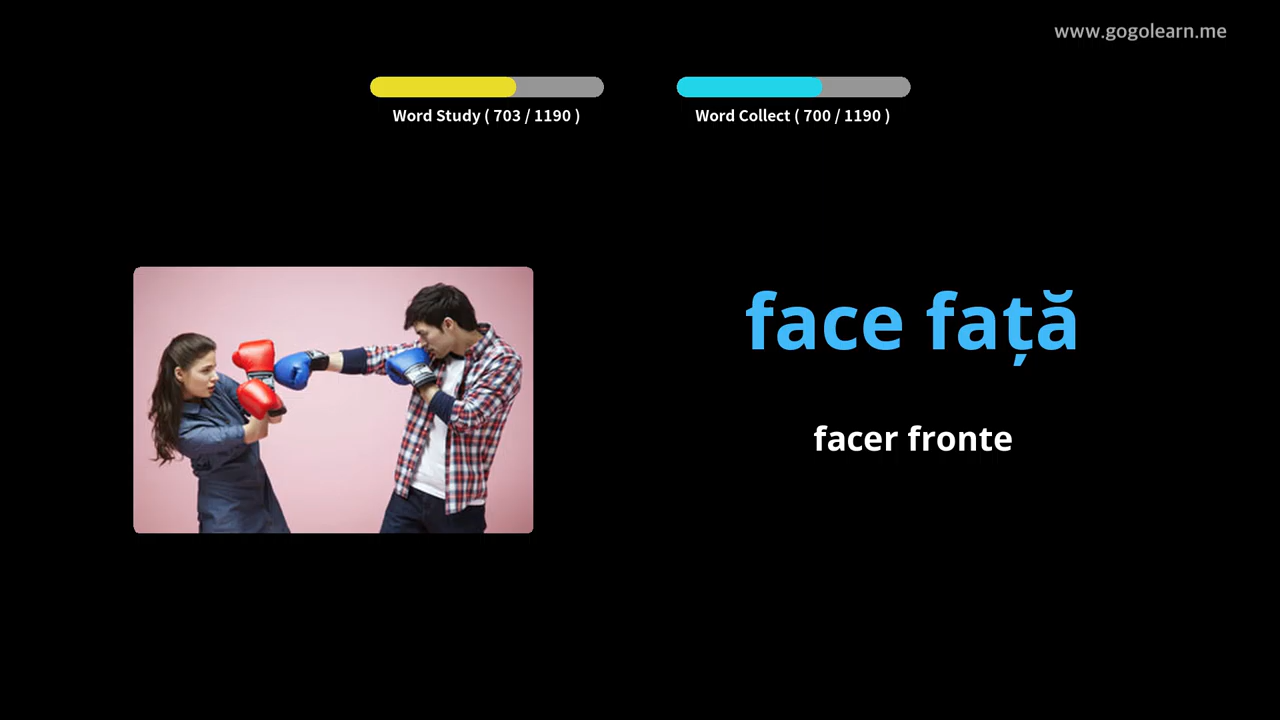 www.gogolearn.me
Word Study ( 703 / 1190 )
Word Collect ( 700 / 1190 )
face față
facer fronte